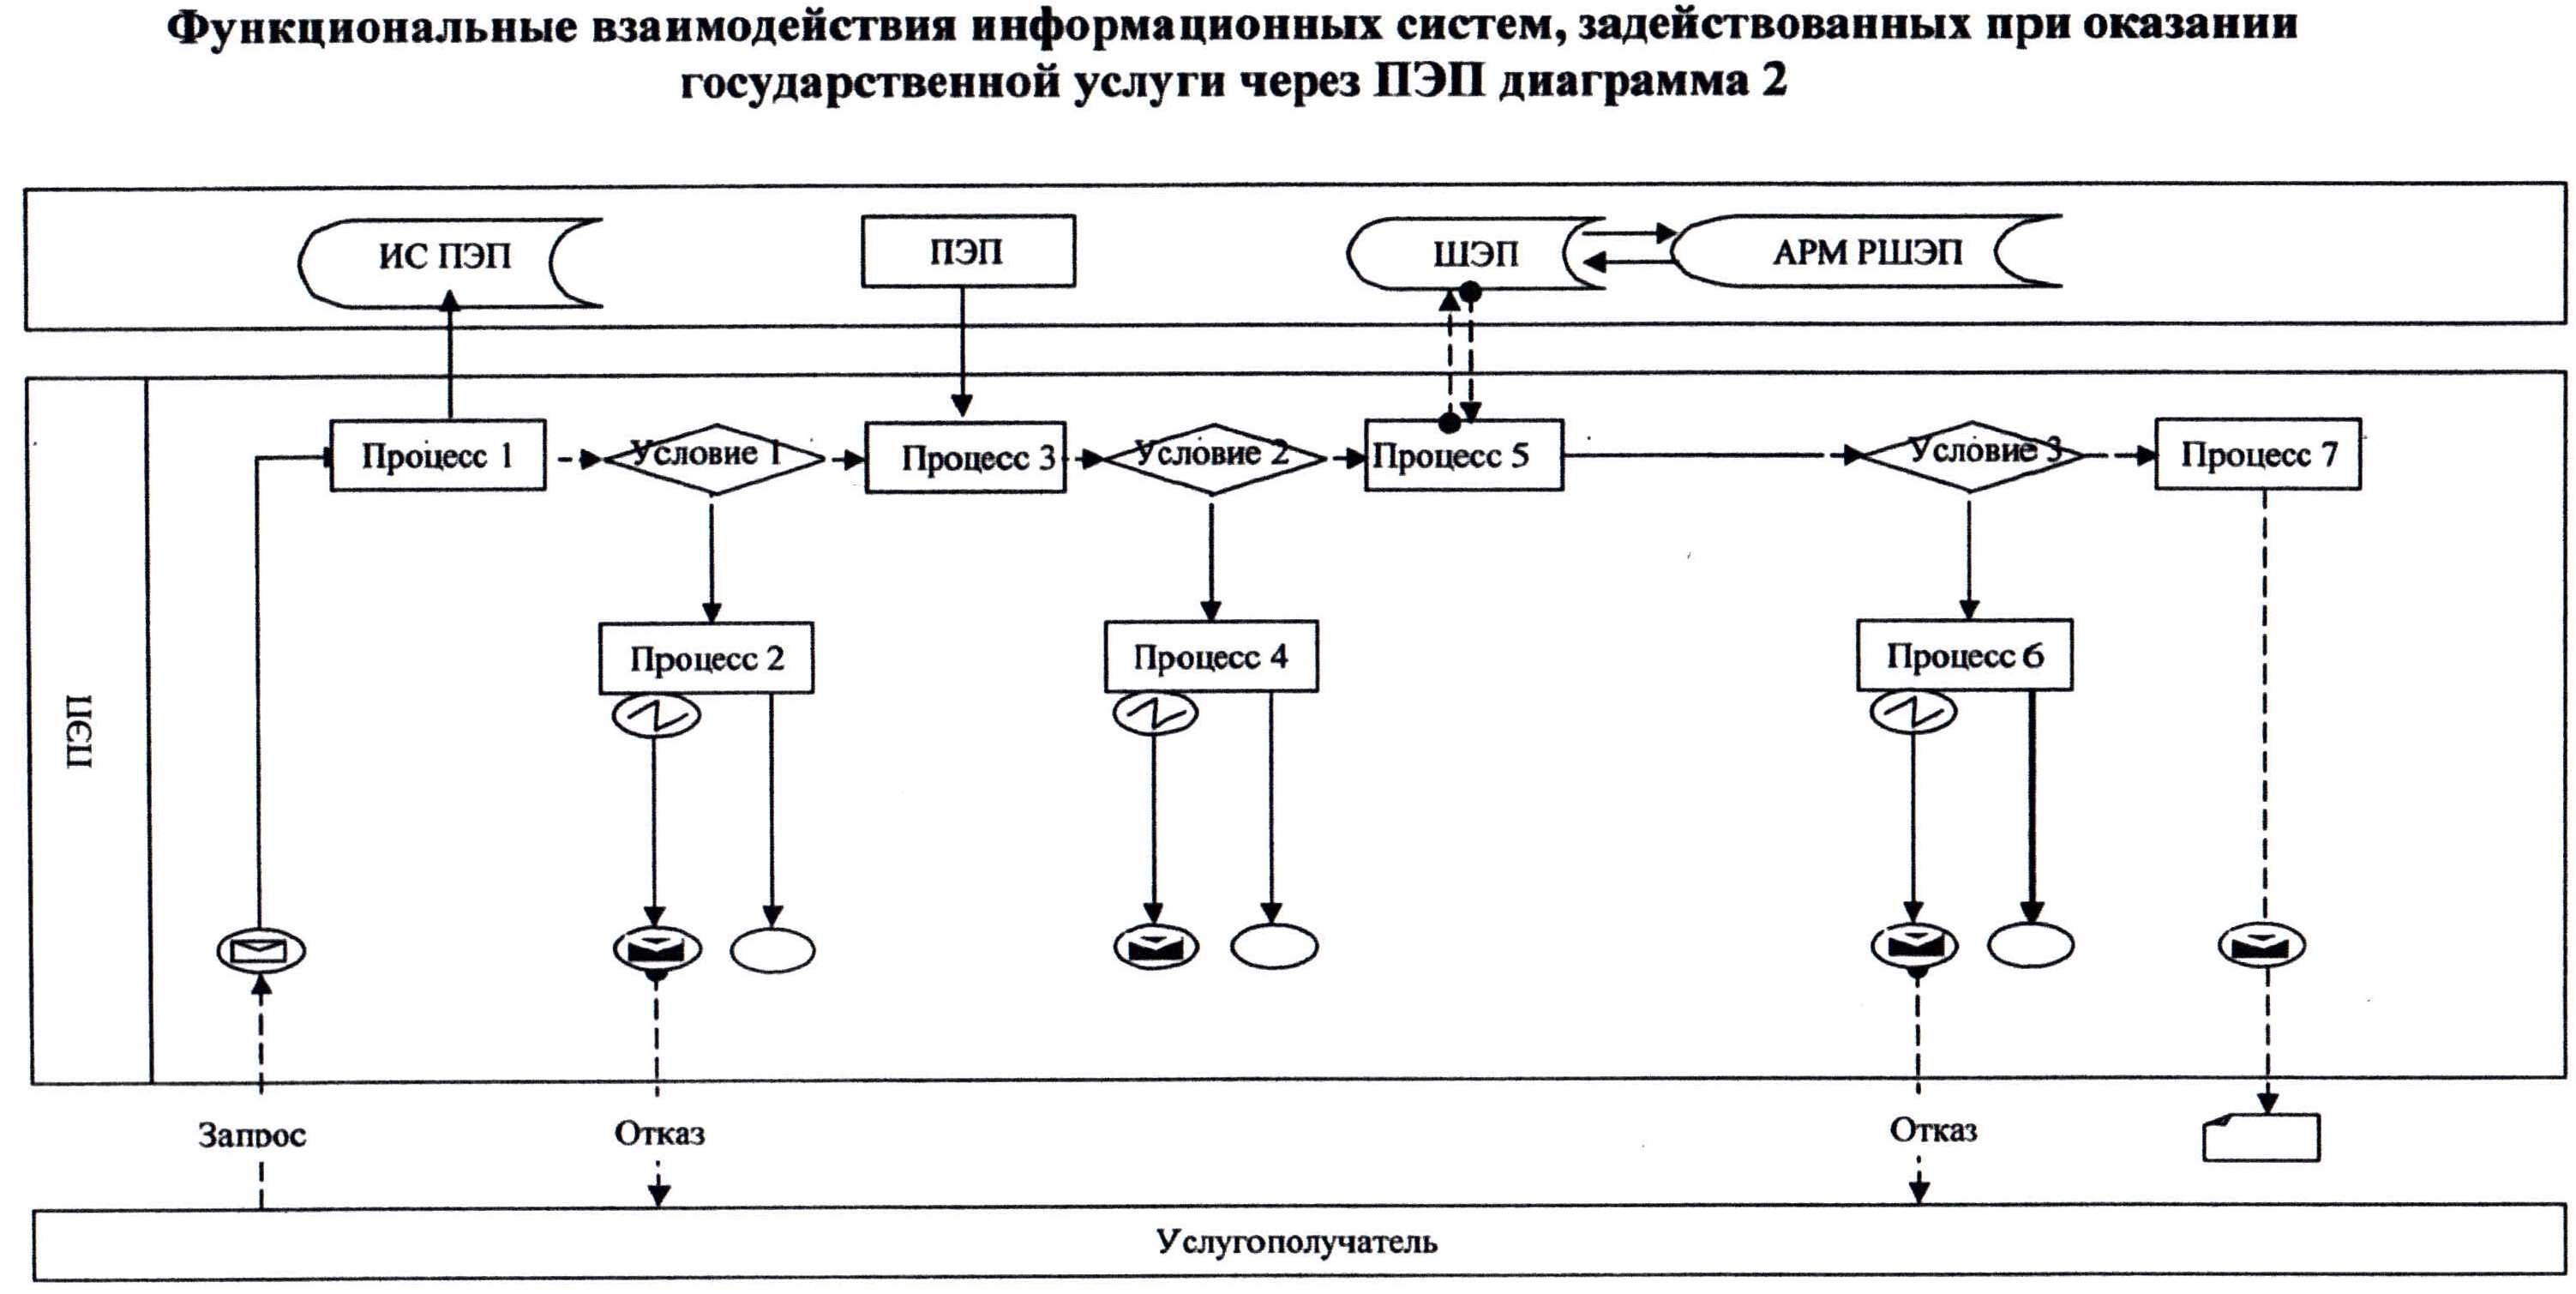 Функциональные взаимодействия информационных систем, задействованных при оказании
государственной услуги через ПЭП диаграмма 2
ИС ПЭП
ПЭП
ШЭП
АРМ РШЭП
Процесс 1
Условие 1
Процесс 3
Условие 2
Процесс 5
Условие 3
Процесс 7
Процесс 2
Процесс 4
Процесс 6
ПЭП
Запрос
Отказ
Отказ
Услугополучатель